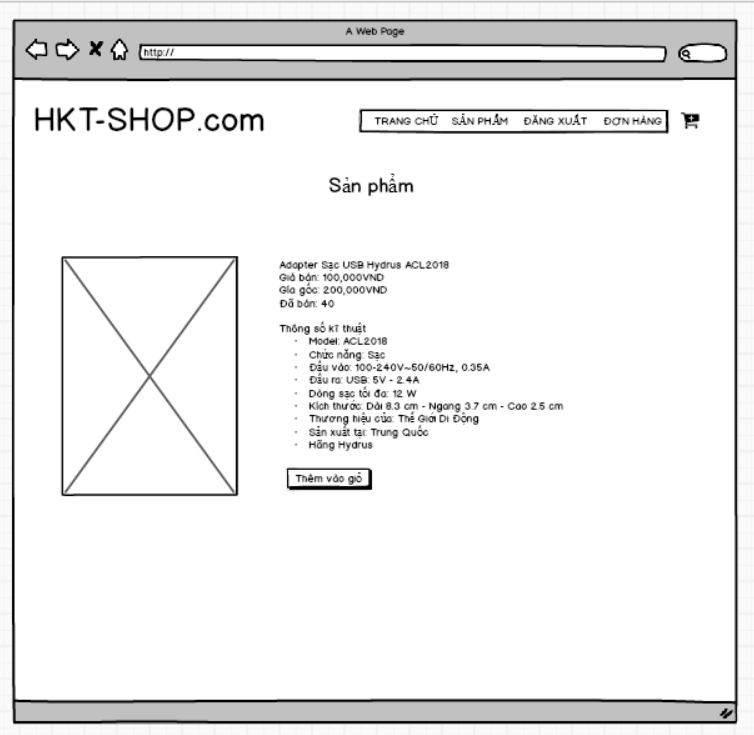 A Web Page
http://
HKT-SHOP.com
TRANG CHỦ SẢN PHẨM ĐĂNG XUẤT ĐƠN HÀNG
Sản phẩm
Adapter Sạc USB Hydrus ACL2018
Giá bán: 100,000VND
Gía gốc: 200,000VND
Đã bán: 40
Thông số kĩ thuật
· Model: ACL2018
· Chức năng: Sạc
· Đầu vào: 100-240V~50/60Hz, 0.35A
· Đầu ra: USB: 5V - 2.4A
· Dòng sạc tối đa: 12 W
· Kích thước: Dài 8.3 cm - Ngang 3.7 cm - Cao 2.5 cm
· Thương hiệu của: Thế Giới Di Động
· Sản xuất tại: Trung Quốc
· Hãng Hydrus
Thêm vào giỏ